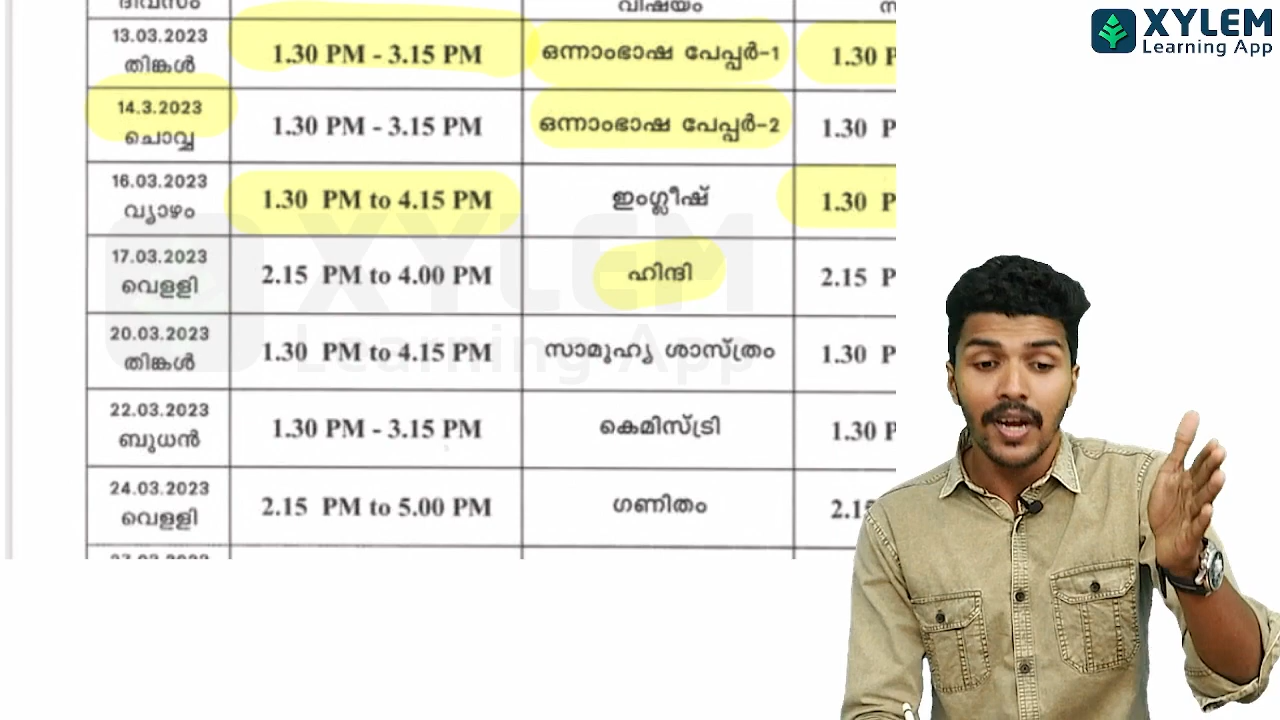 XYLEM
Learning App
ദിവസം
വിഷയം
13.03.2023
തിങ്കൾ
1.30 PM - 3.15 PM
ഒന്നാംഭാഷ പേപ്പർ-1
1.30 P
14.3.2023
ചൊവ്വ
1.30 PM - 3.15 PM
ഒന്നാംഭാഷ പേപ്പർ-2
1.30 P
16.03.2023
വ്യാഴം
1.30 PM to 4.15 PM
ഇംഗ്ലീഷ്
1.30 P
17.03.2023
വെളളി
2.15 PM to 4.00 PM
ഹിന്ദി
2.15 P
20.03.2023
തിങ്കൾ
1.30 PM to 4.15 PM
സാമൂഹ്യ ശാസ്ത്രം
1.30 P
22.03.2023
ബുധൻ
1.30 PM - 3.15 PM
കെമിസ്ട്രി
1.30 P
24.03.2023
വെളളി
2.15 PM to 5.00 PM
ഗണിതം
2.15
XYLEM
Learning App